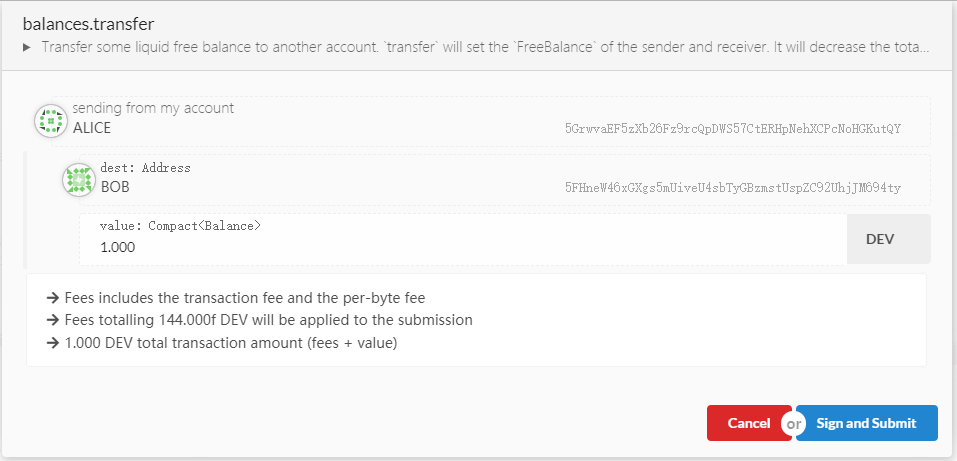 balances.transfer
▶ Transfer some liquid free balance to another account. `transfer` will set the `FreeBalance` of the sender and receiver. It will decrease the tota...
sending from my account
ALICE 5GrwvaEF5zXb26Fz9rcQpDWS57CtERHpNehXCPcNoHGKutQY
dest: Address
BOB 5FHneW46xGXgs5mUiveU4sbTyGBzmstUspZC92UhjJM694ty
value: Compact<Balance>
1.000 DEV
→ Fees includes the transaction fee and the per-byte fee
→ Fees totalling 144.000f DEV will be applied to the submission
→ 1.000 DEV total transaction amount (fees + value)
Cancel or Sign and Submit